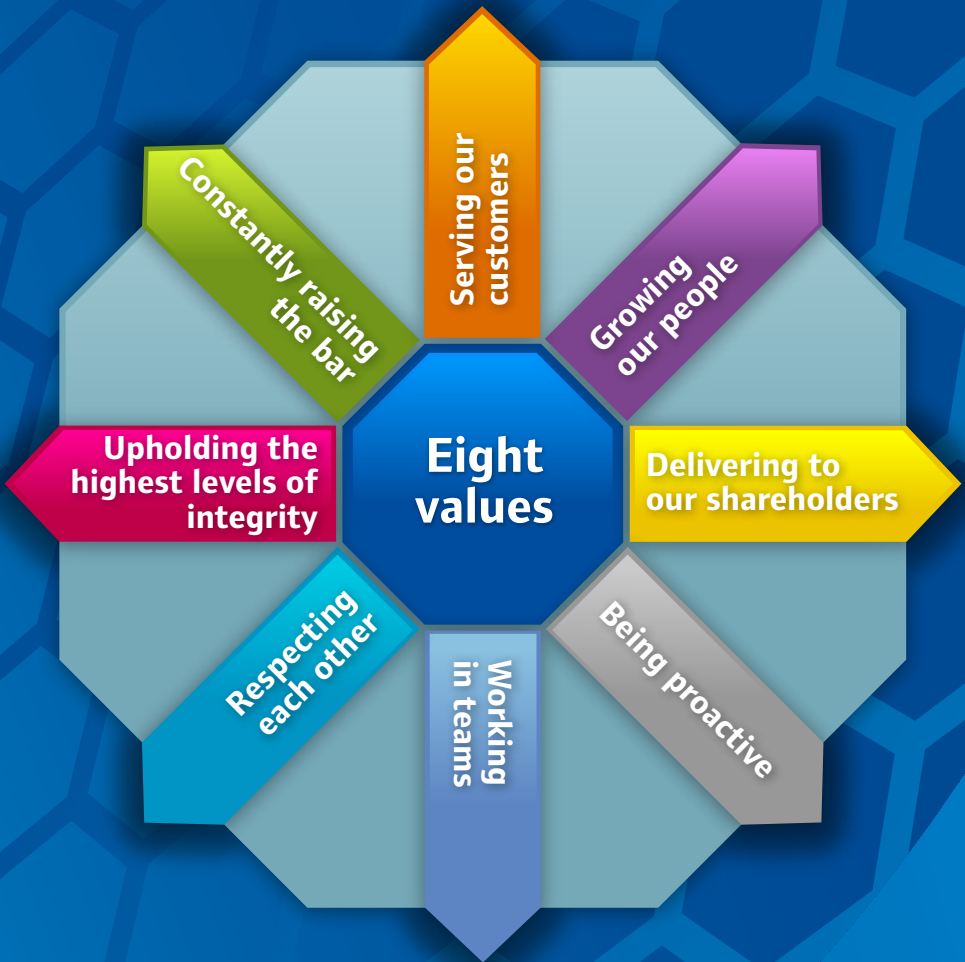 Eight
values
Serving our
customers
Growing
our people
Delivering to
our shareholders
Being proactive
Working
in teams
Respecting
each other
Upholding the
highest levels of
integrity
Constantly raising
the bar